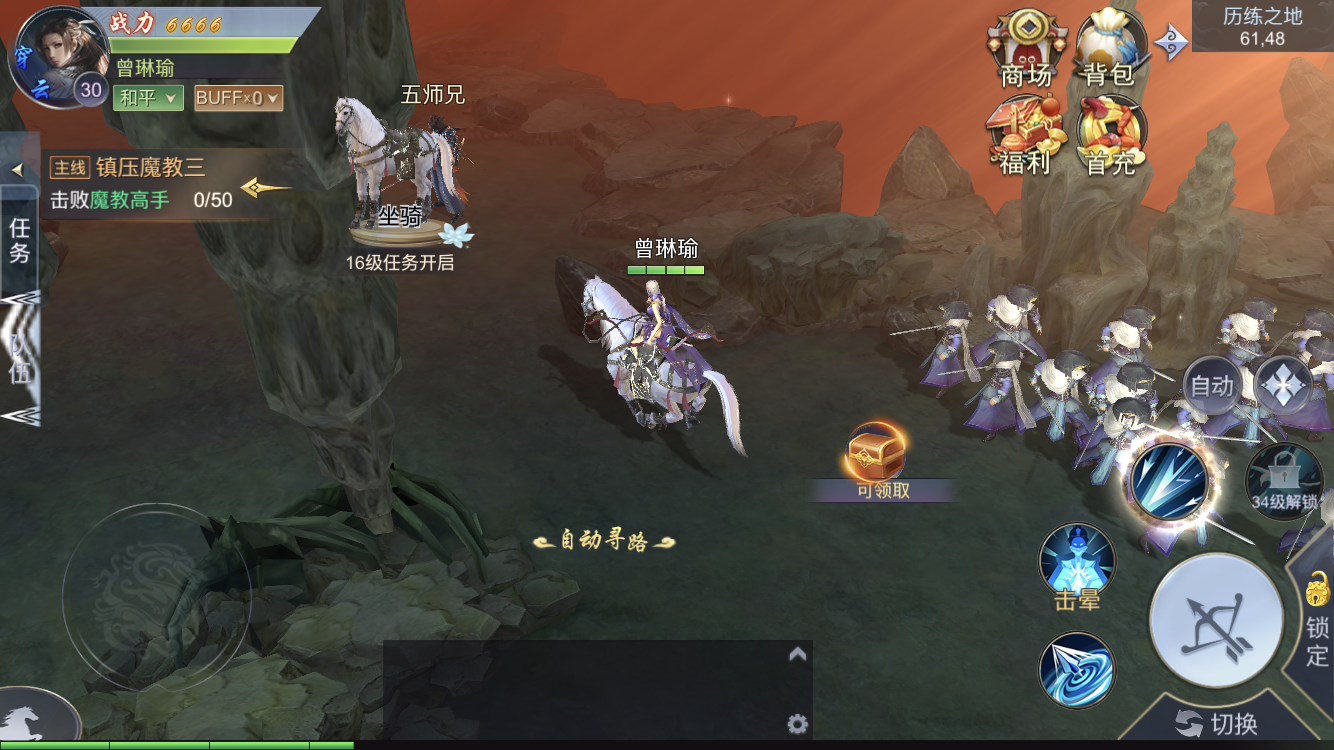 战力 6666
穿云
30
曾琳瑜
和平
BUFFx0
主线 镇压魔教三
击败魔教高手 0/50
任务
队伍
五师兄
坐骑
16级任务开启
曾琳瑜
商场
背包
福利
首充
历练之地
61,48
自动
可领取
自动寻路
34级解锁
击晕
锁定
切换